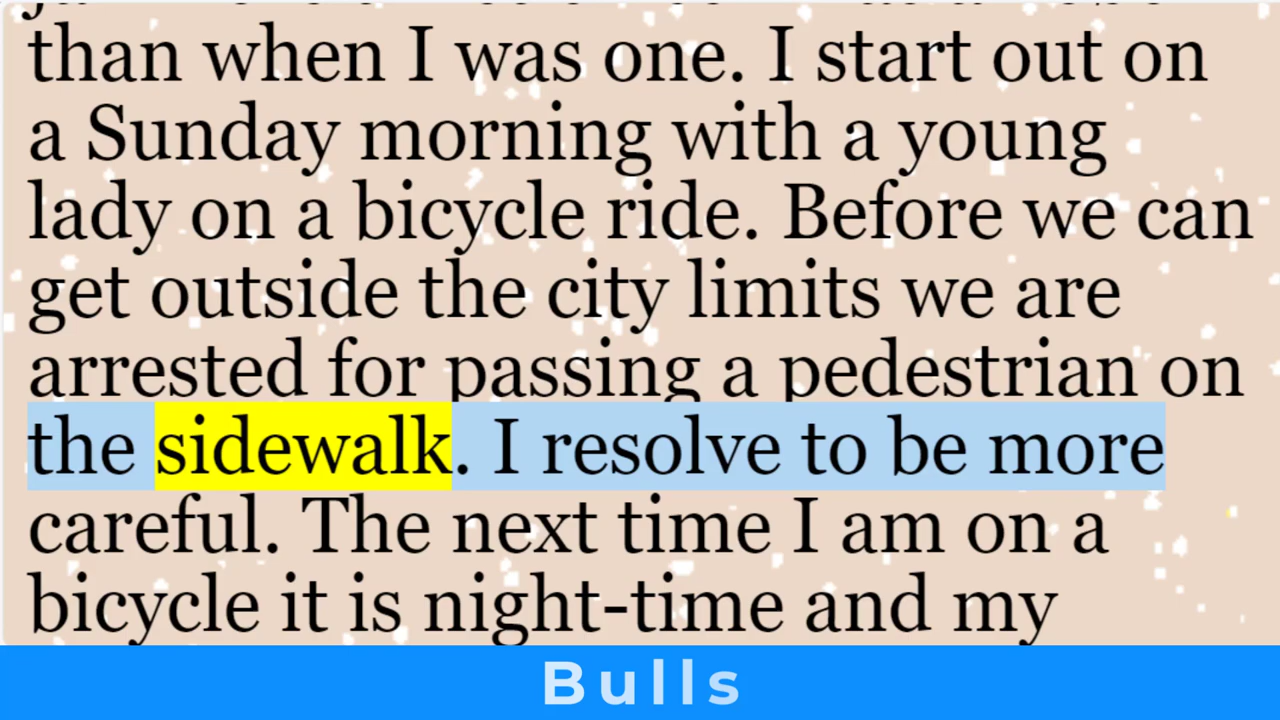 than when I was one. I start out on
a Sunday morning with a young
lady on a bicycle ride. Before we can
get outside the city limits we are
arrested for passing a pedestrian on
the sidewalk. I resolve to be more
careful. The next time I am on a
bicycle it is night-time and my
Bulls